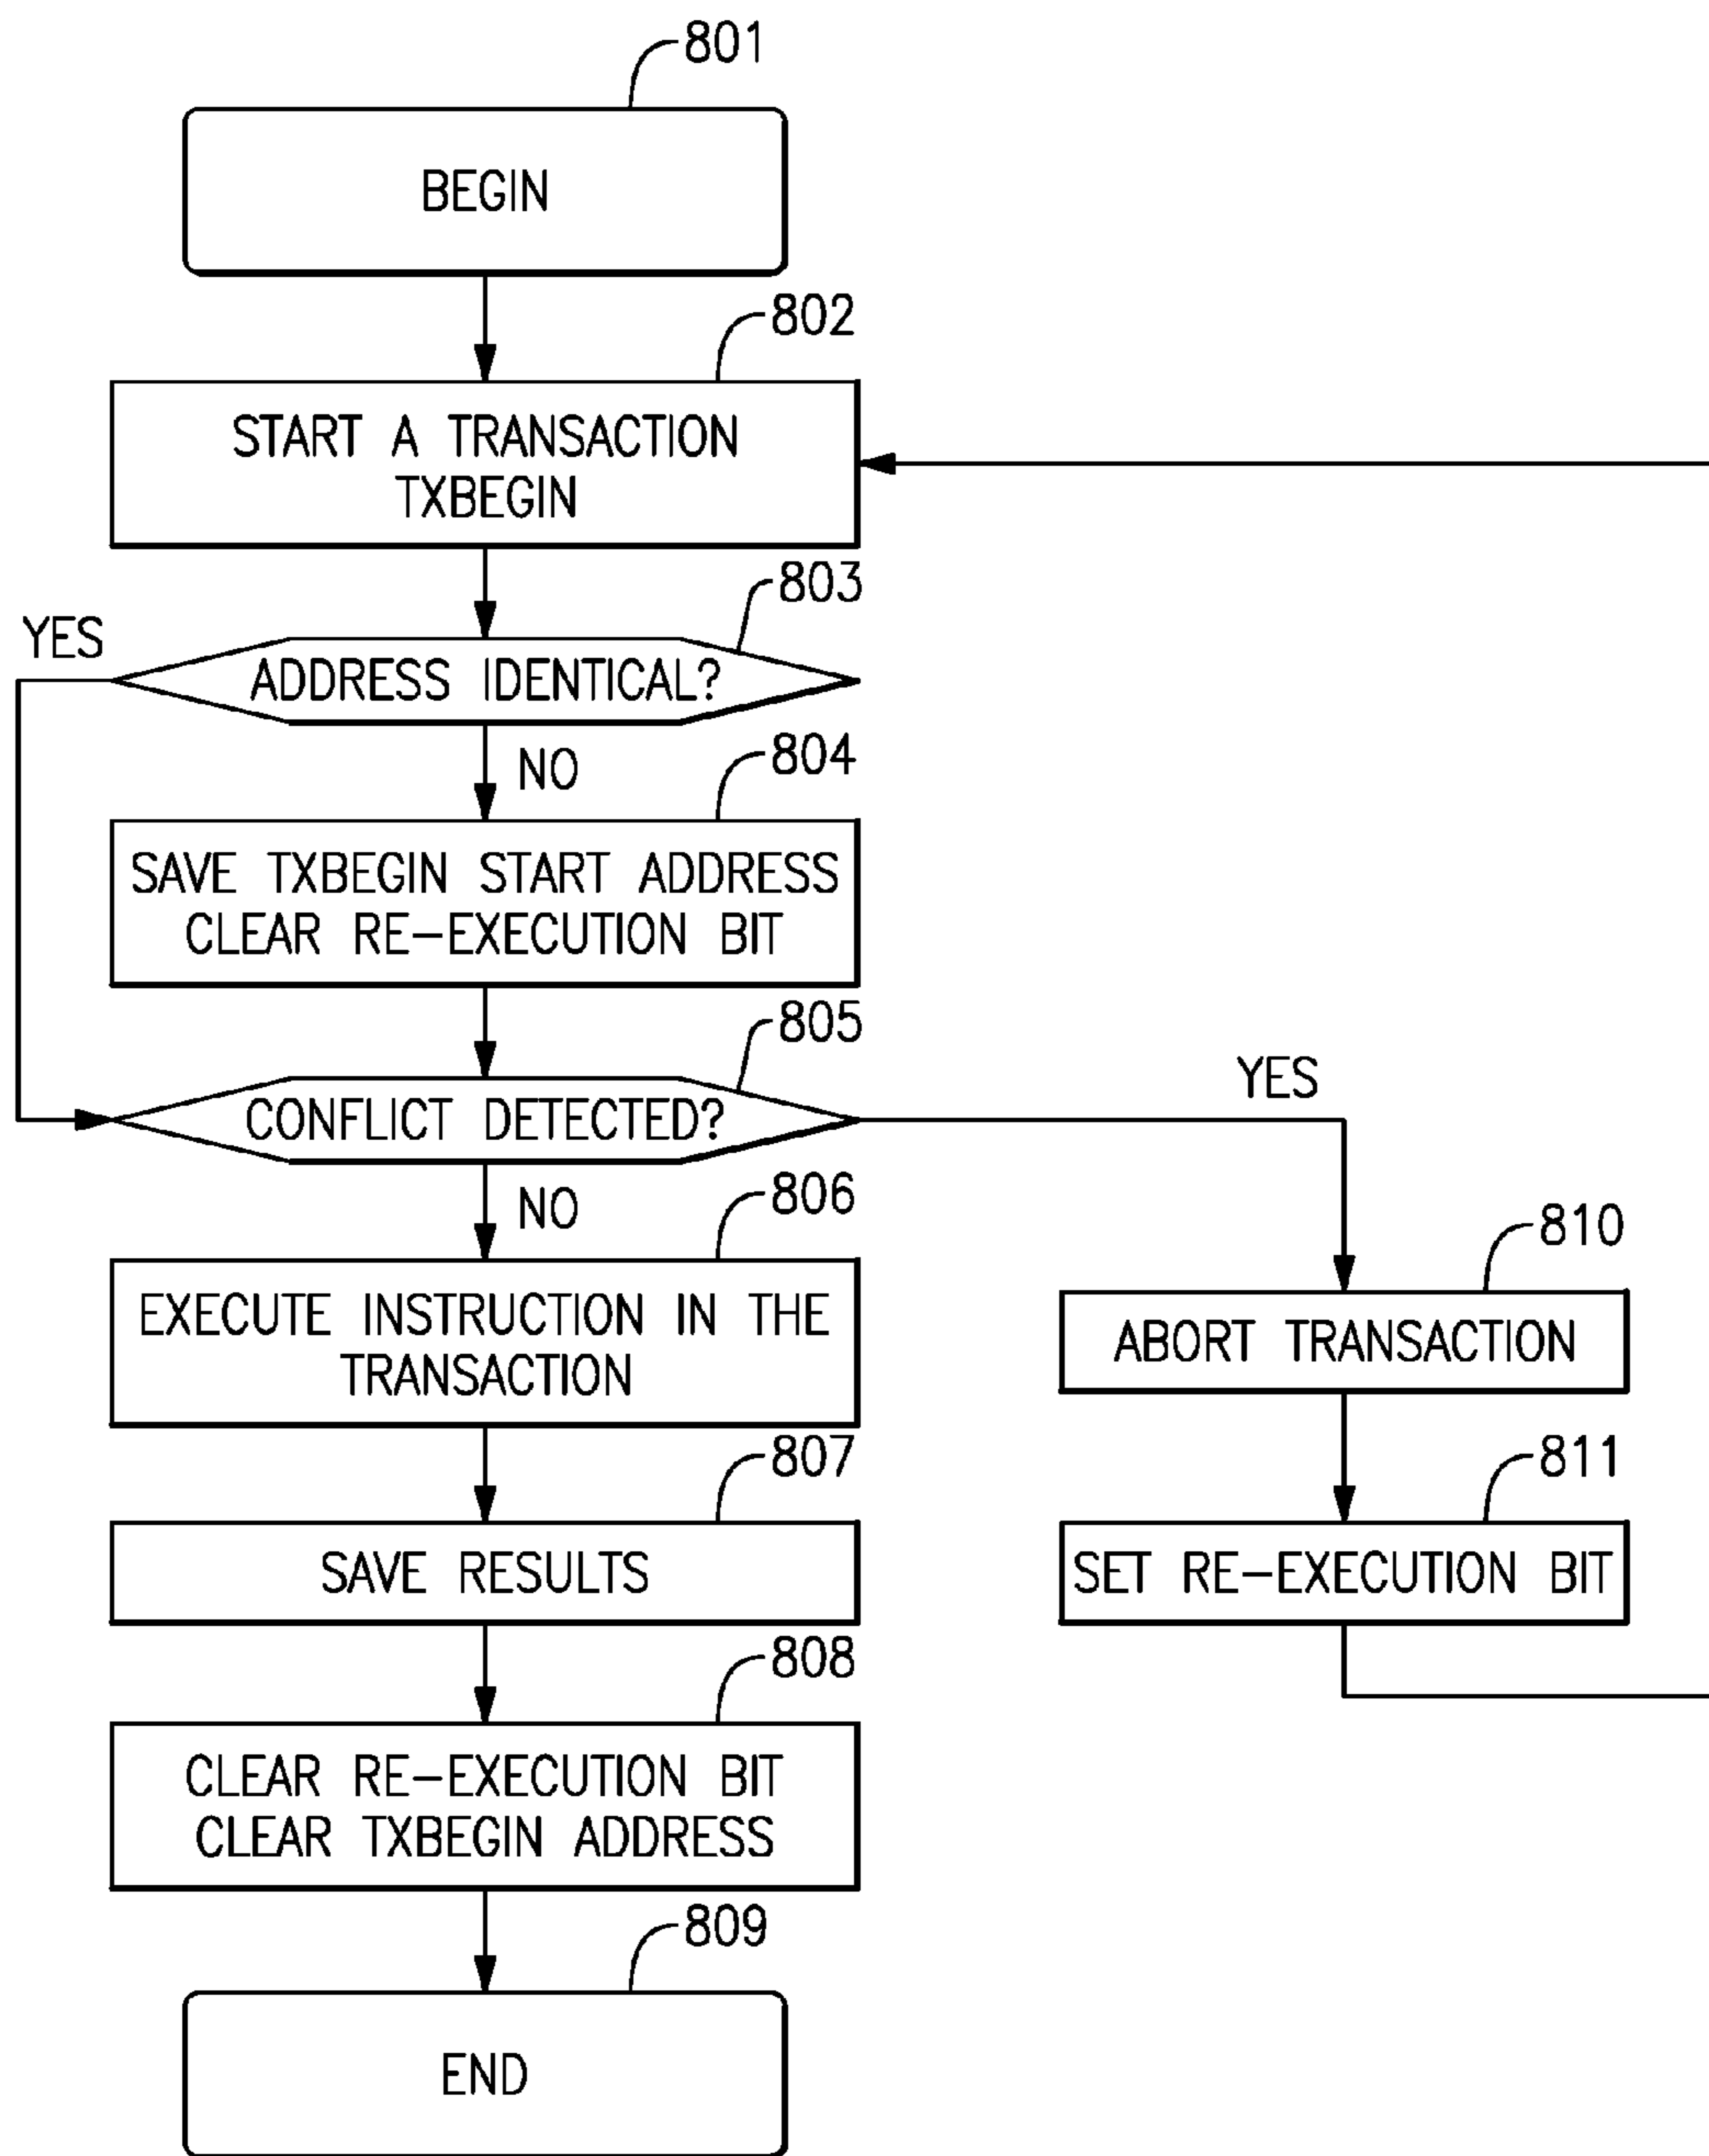 801
BEGIN
802
START A TRANSACTION
TXBEGIN
803
YES
ADDRESS IDENTICAL?
NO
804
SAVE TXBEGIN START ADDRESS
CLEAR RE-EXECUTION BIT
805
YES
CONFLICT DETECTED?
NO
806
EXECUTE INSTRUCTION IN THE
TRANSACTION
810
ABORT TRANSACTION
807
SAVE RESULTS
811
SET RE-EXECUTION BIT
808
CLEAR RE-EXECUTION BIT
CLEAR TXBEGIN ADDRESS
809
END